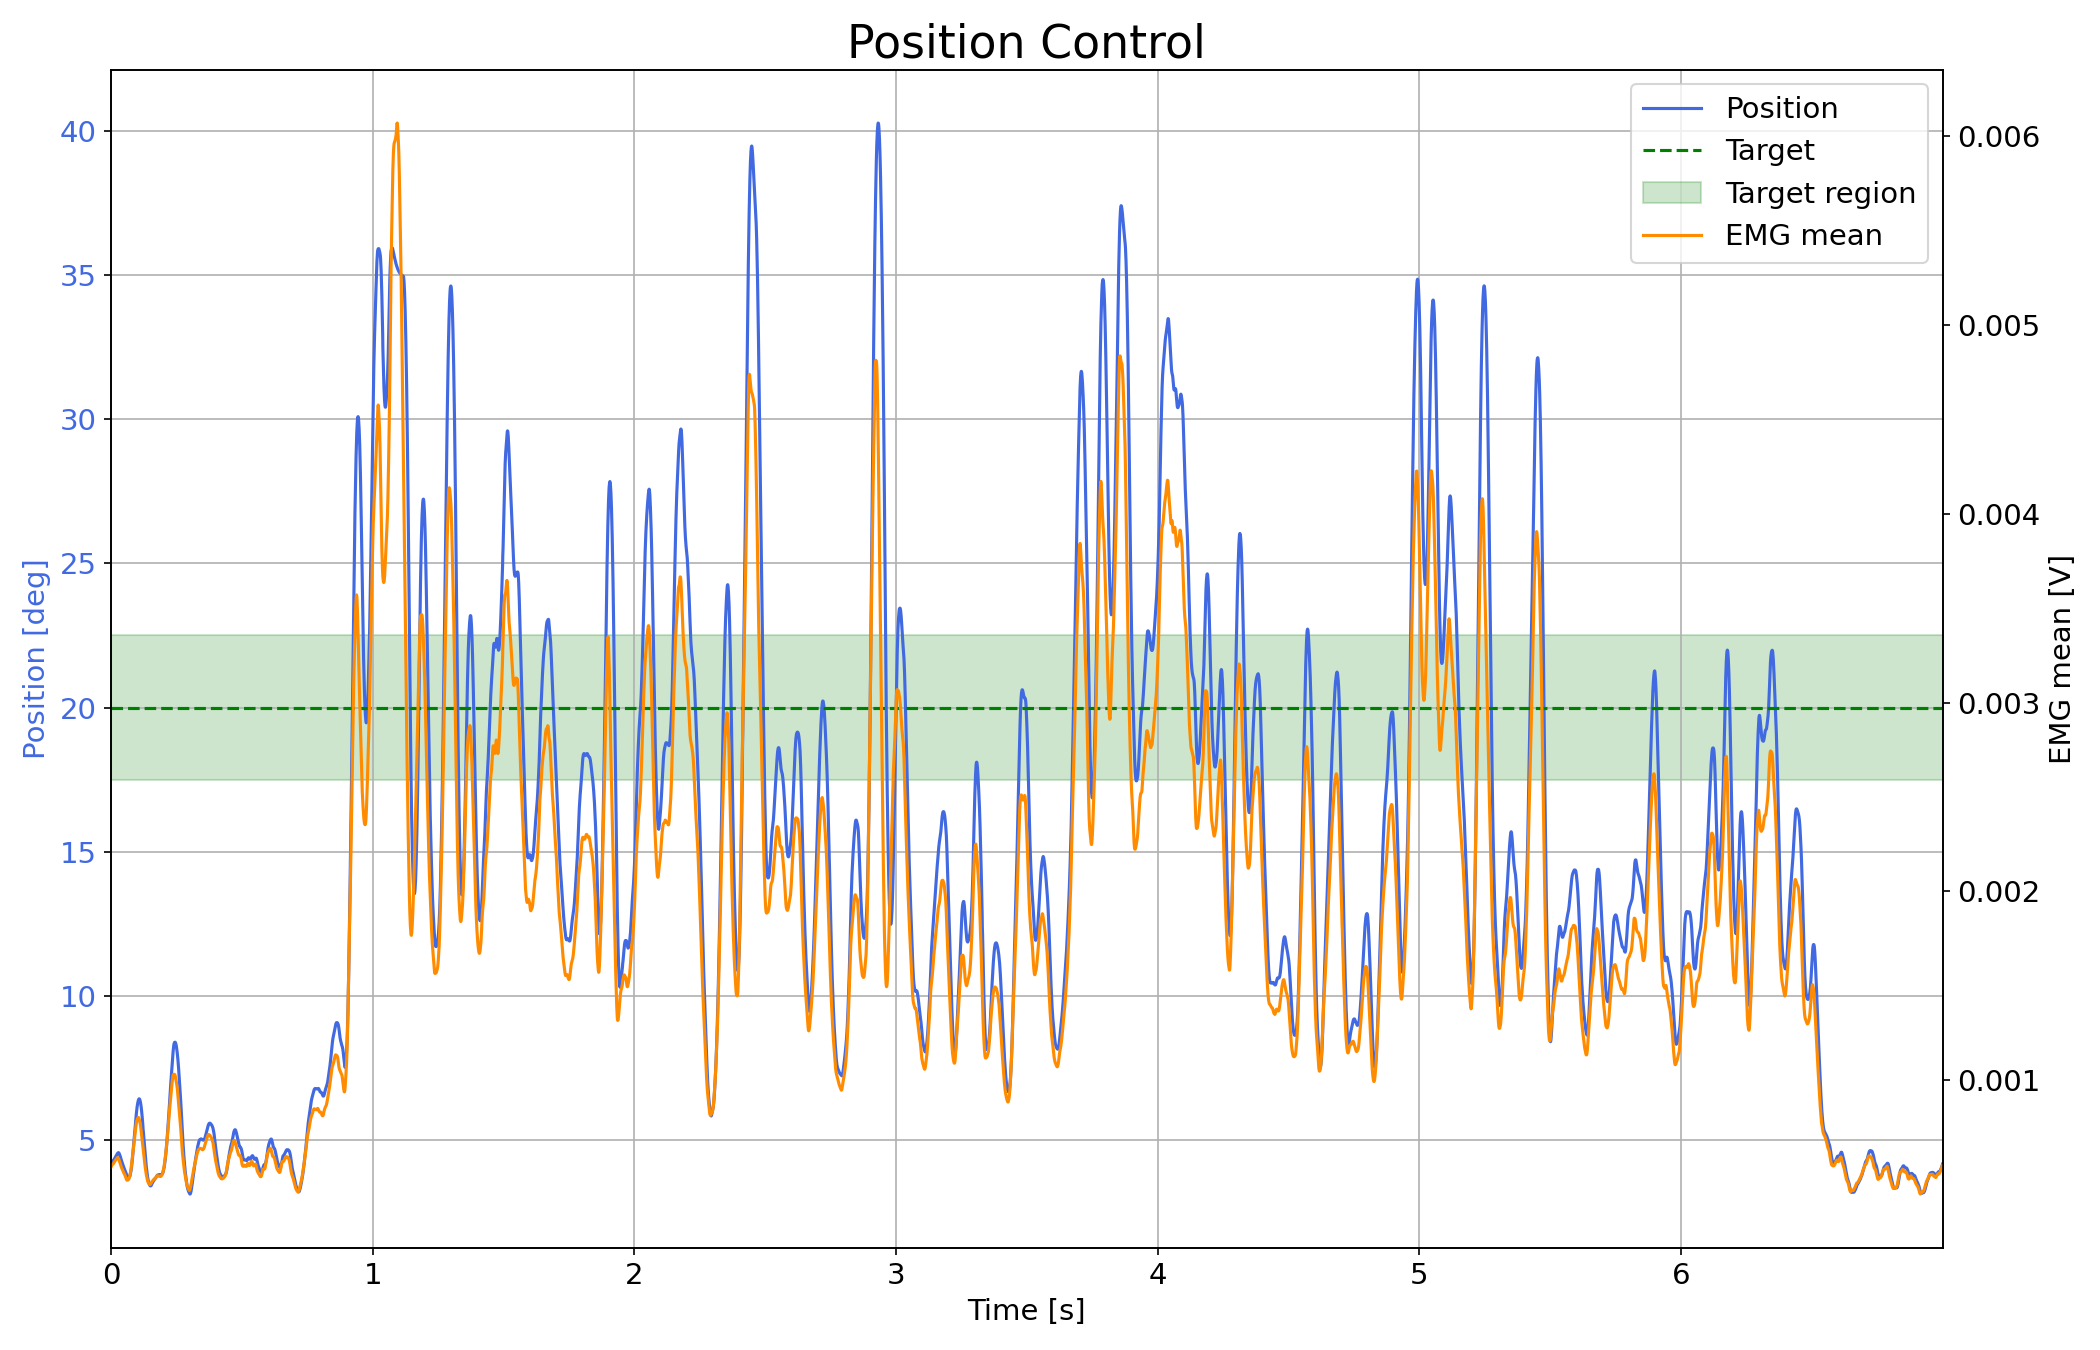 Position Control
Position
Target
Target region
EMG mean
40
35
30
25
20
15
10
5
Position [deg]
0.006
0.005
0.004
0.003
0.002
0.001
EMG mean [V]
0 1 2 3 4 5 6
Time [s]